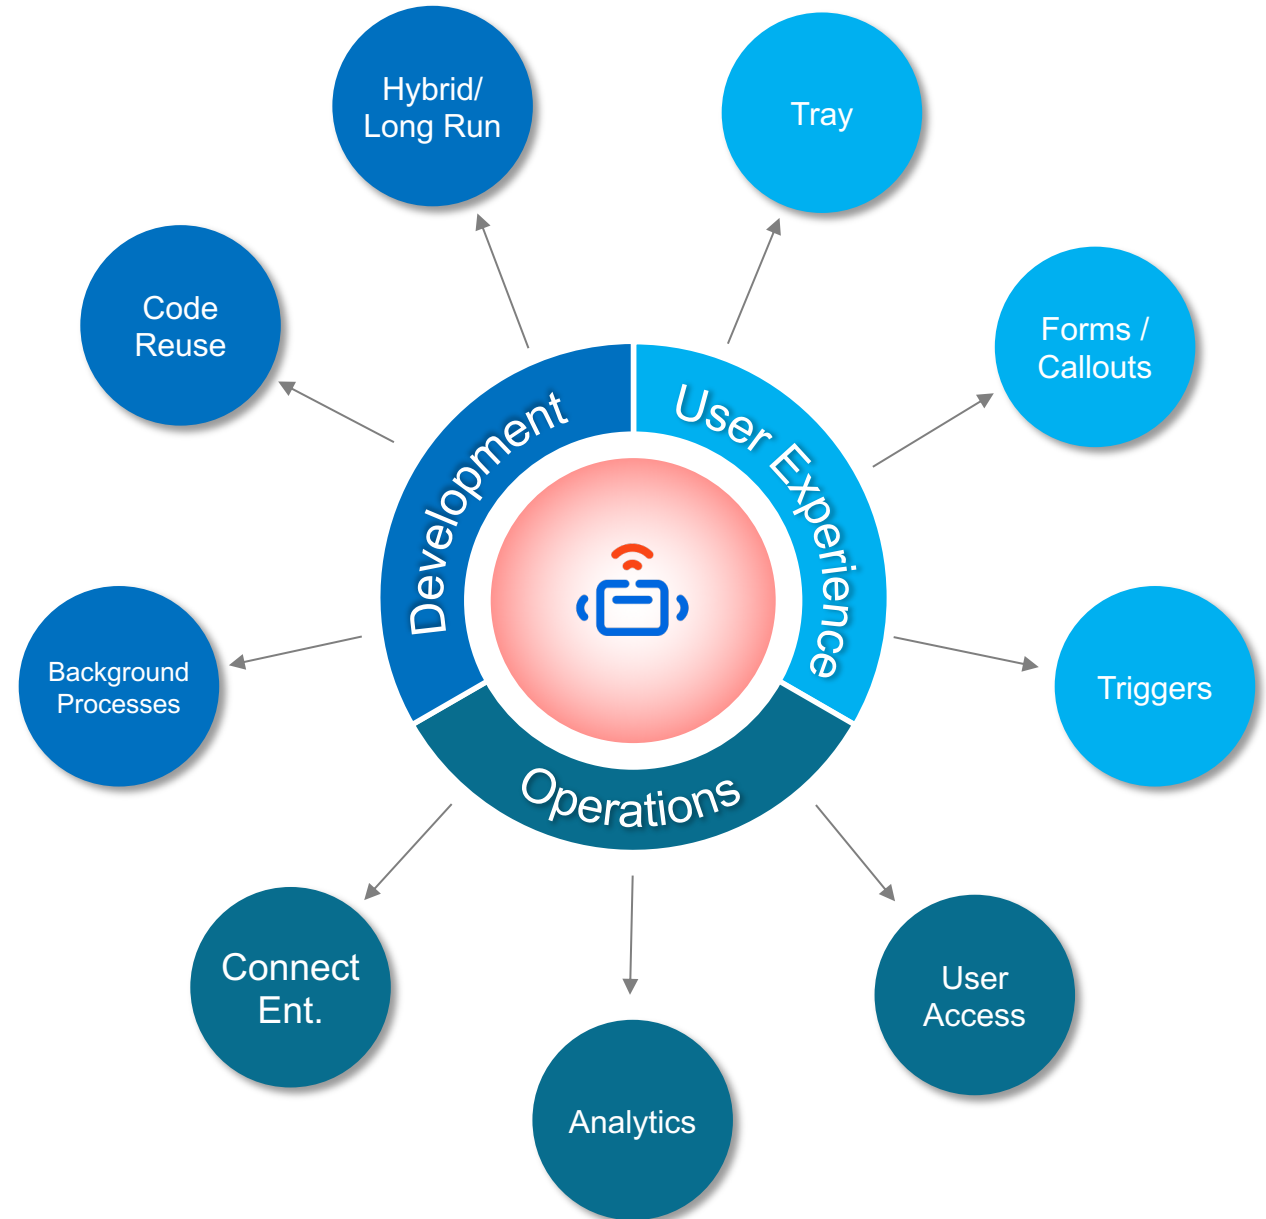 Hybrid/
Long Run
Tray
Code
Reuse
Forms /
Callouts
Development
User Experience
Background
Processes
Triggers
Operations
Connect
Ent.
User
Access
Analytics